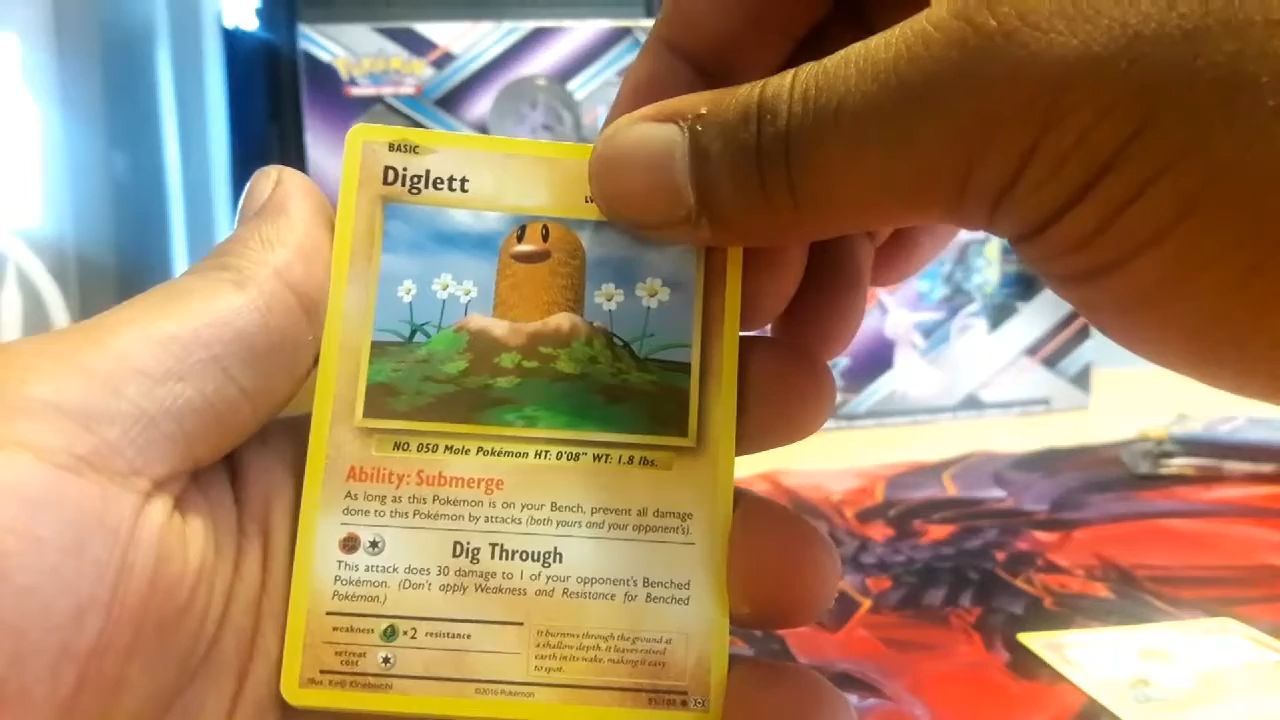 Pokémon
BASIC
Diglett
LV
NO. 050 Mole Pokémon HT: 0'08" WT: 1.8 lbs.
Ability: Submerge
As long as this Pokémon is on your Bench, prevent all damage
done to this Pokémon by attacks (both yours and your opponent's).
Dig Through
This attack does 30 damage to 1 of your opponent's Benched
Pokémon. (Don't apply Weakness and Resistance for Benched
Pokémon.)
weakness ×2 resistance
retreat
cost
It burrows through the ground at
a shallow depth. It leaves raised
earth in its wake, making it easy
to spot.
Illus. Keiji Kinebuchi
©2016 Pokémon
55/108